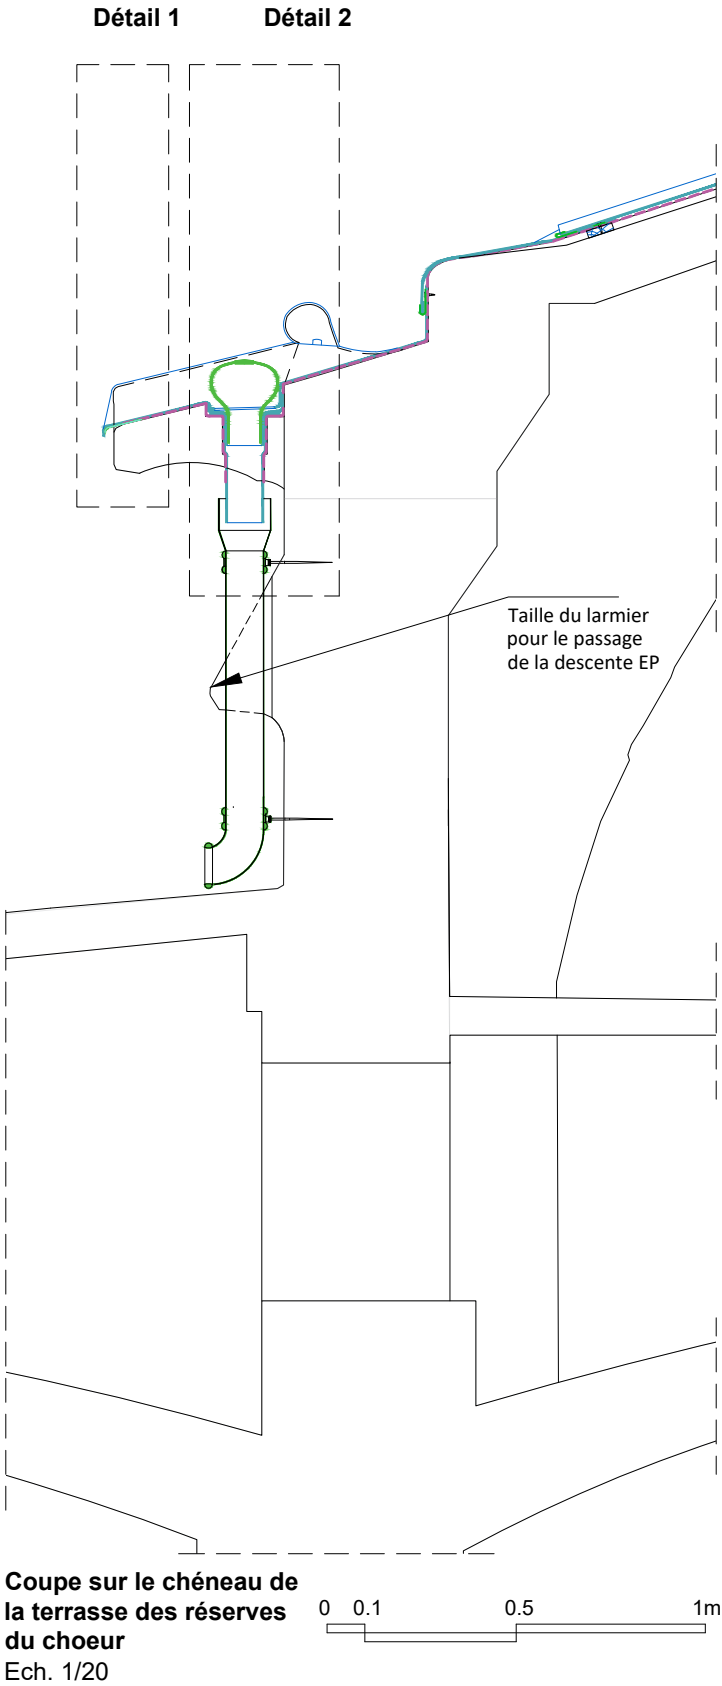 Détail 1 Détail 2
Taille du larmier
pour le passage
de la descente EP
Coupe sur le chéneau de
la terrasse des réserves
du choeur
Ech. 1/20
0 0.1 0.5 1m